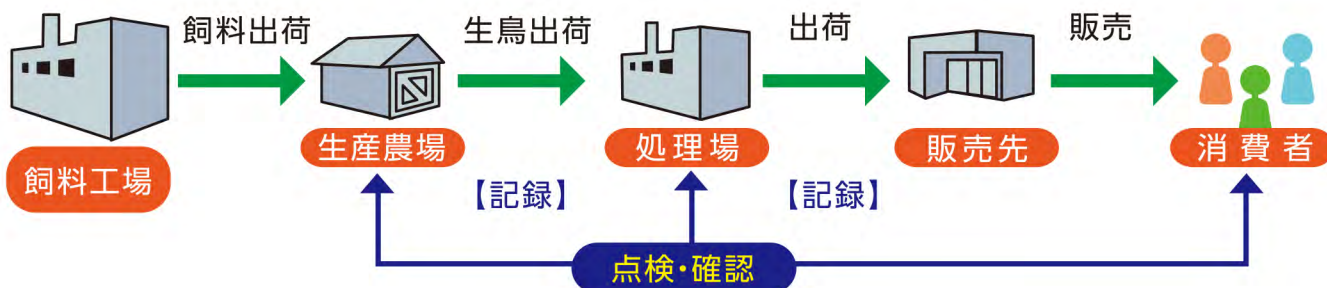 飼料出荷
生鳥出荷
出荷
販売
飼料工場
生産農場
処理場
販売先
消費者
【記録】
【記録】
点検・確認